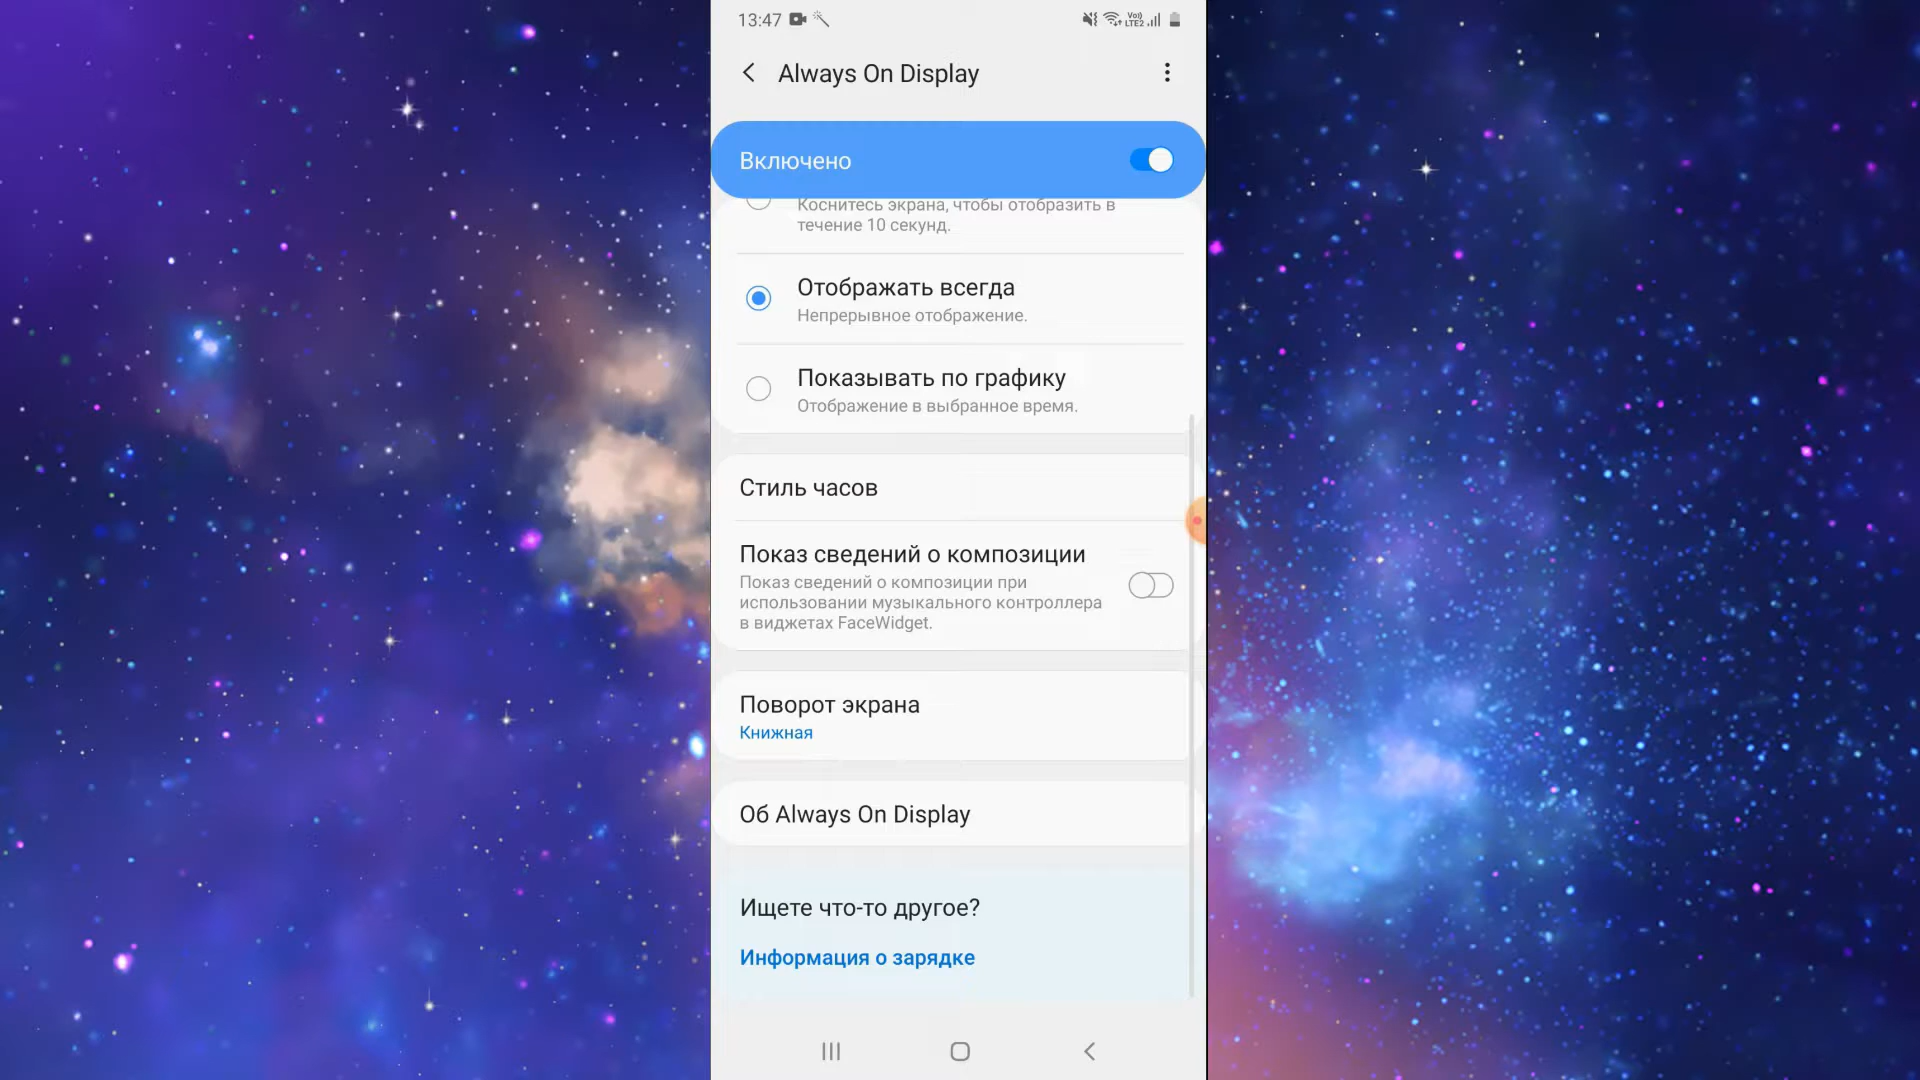 13:47
Vo)
LTE2
Always On Display
Включено
Коснитесь экрана, чтобы отобразить в
течение 10 секунд.
Отображать всегда
Непрерывное отображение.
Показывать по графику
Отображение в выбранное время.
Стиль часов
Показ сведений о композиции
Показ сведений о композиции при
использовании музыкального контроллера
в виджетах FaceWidget.
Поворот экрана
Книжная
Об Always On Display
Ищете что-то другое?
Информация о зарядке